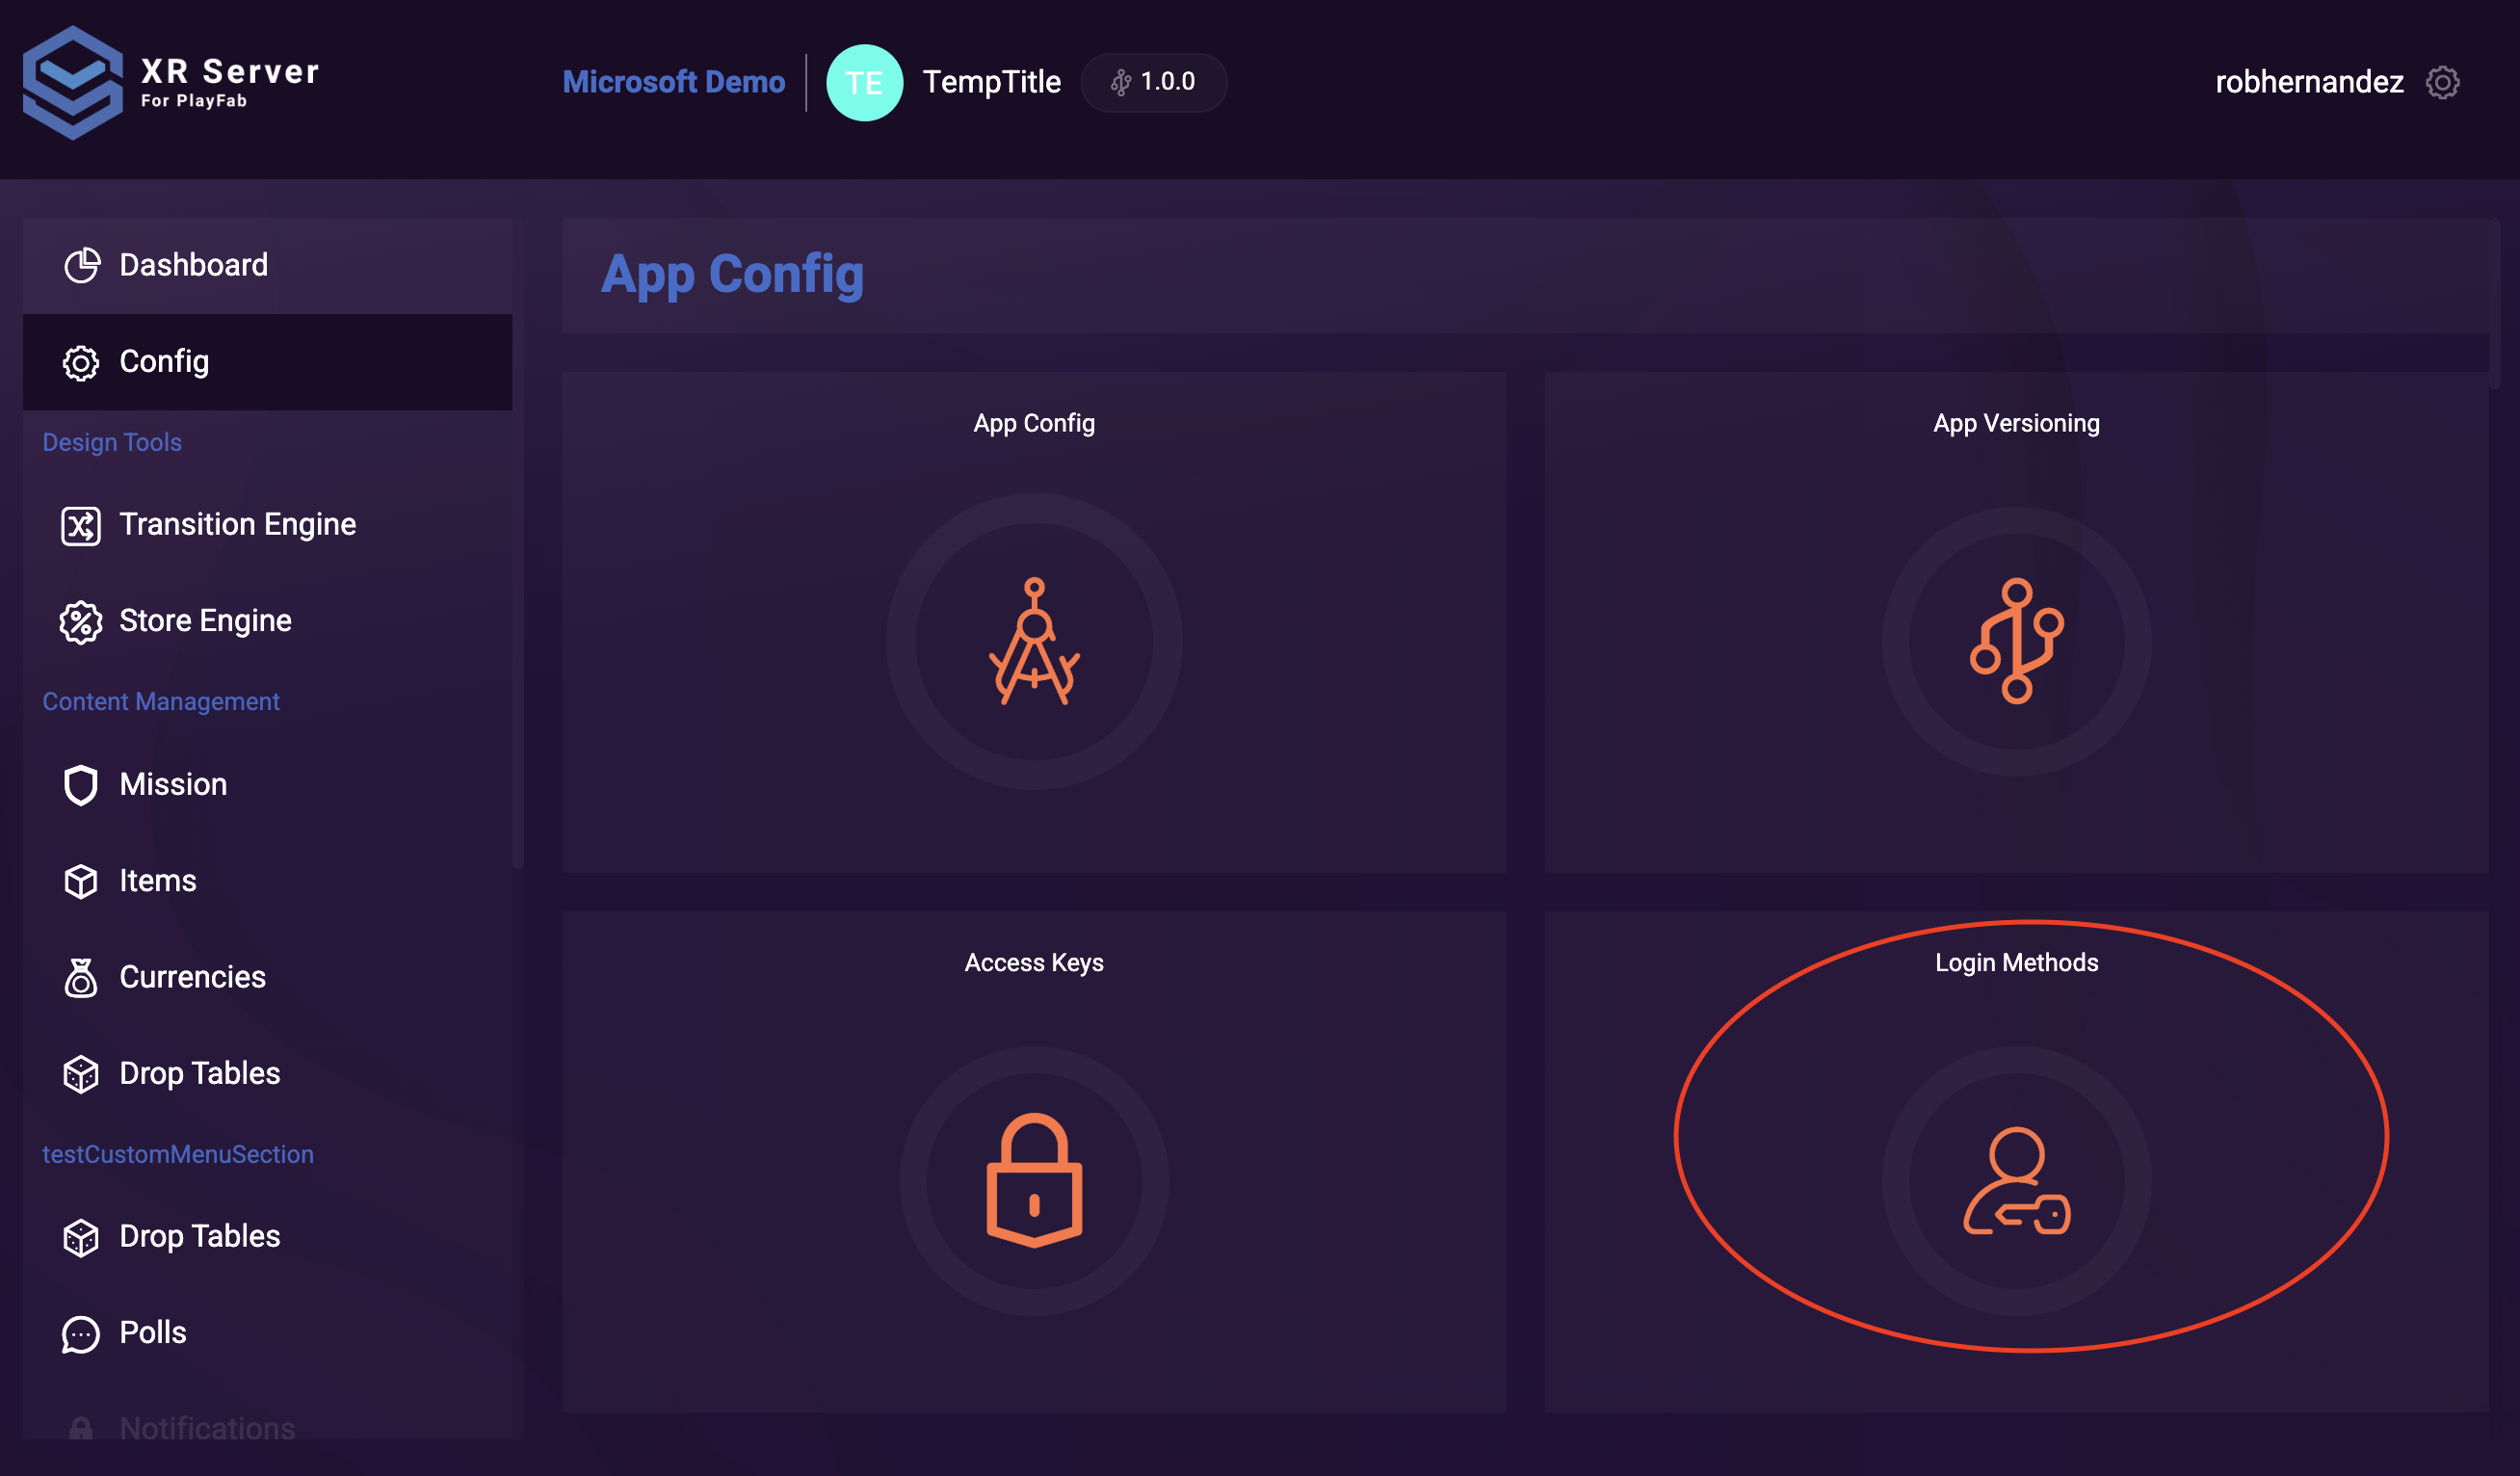 XR Server
For PlayFab
Microsoft Demo
TE
TempTitle
1.0.0
robhernandez
Dashboard
Config
Design Tools
Transition Engine
Store Engine
Content Management
Mission
Items
Currencies
Drop Tables
testCustomMenuSection
Drop Tables
Polls
Notifications
App Config
App Config
App Versioning
Access Keys
Login Methods